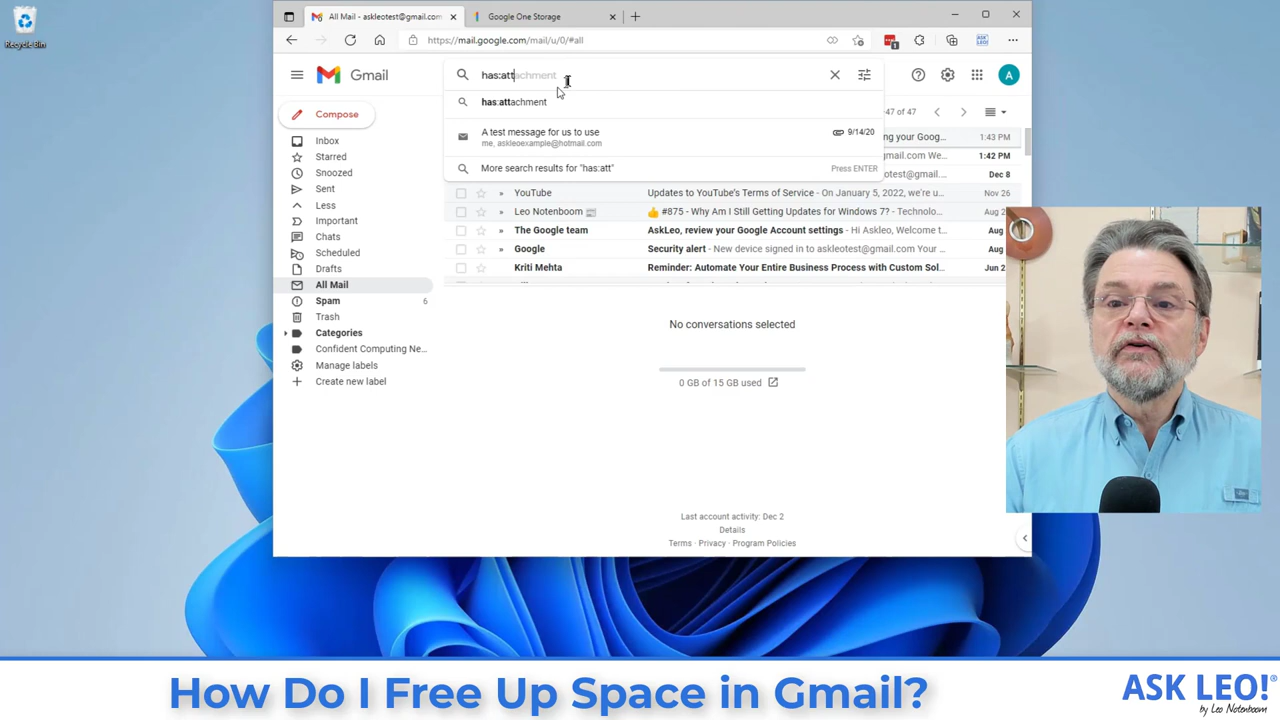 All Mail - askleotest@gmail.com
Google One Storage
https://mail.google.com/mail/u/0/#all
1
Gmail
has:attachment
A
has:attachment
A test message for us to use
9/14/20
me, askleoexample@hotmail.com
More search results for "has:att"
Press ENTER
-47 of 47
ng your Goog...
1:43 PM
gmail.com We...
1:42 PM
eotest@gmail....
Dec 8
Compose
Inbox
Starred
Snoozed
Sent
Less
Important
Chats
Scheduled
Drafts
All Mail
Spam
6
Trash
Categories
Confident Computing Ne...
Manage labels
Create new label
YouTube
Updates to YouTube's Terms of Service - On January 5, 2022, we're u...
Nov 26
Leo Notenboom
#875 - Why Am I Still Getting Updates for Windows 7? - Technolo...
Aug 2
The Google team
AskLeo, review your Google Account settings - Hi Askleo, Welcome t...
Aug
Google
Security alert - New device signed in to askleotest@gmail.com Your ...
Aug
Kriti Mehta
Reminder: Automate Your Entire Business Process with Custom Sol...
Jun 2
No conversations selected
0 GB of 15 GB used
Last account activity: Dec 2
Details
Terms · Privacy · Program Policies
Recycle Bin
How Do I Free Up Space in Gmail?
ASK LEO!®
by Leo Notenboom